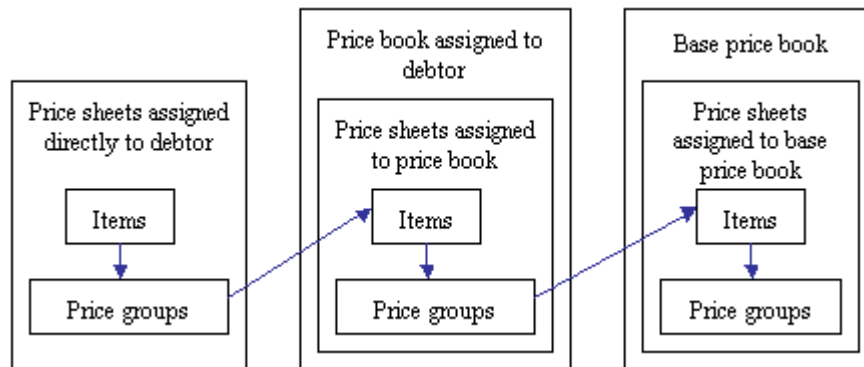 Price sheets assigned
directly to debtor
Items
Price groups
Price book assigned to
debtor
Price sheets assigned
to price book
Items
Price groups
Base price book
Price sheets
assigned to base
price book
Items
Price groups